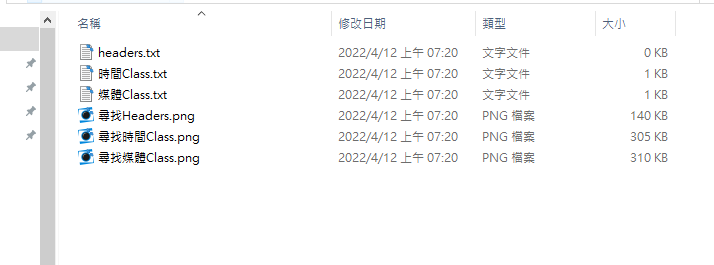 名稱 修改日期 類型 大小
headers.txt 2022/4/12 上午 07:20 文字文件 0 KB
時間Class.txt 2022/4/12 上午 07:20 文字文件 1 KB
媒體Class.txt 2022/4/12 上午 07:20 文字文件 1 KB
尋找Headers.png 2022/4/12 上午 07:20 PNG 檔案 140 KB
尋找時間Class.png 2022/4/12 上午 07:20 PNG 檔案 305 KB
尋找媒體Class.png 2022/4/12 上午 07:20 PNG 檔案 310 KB